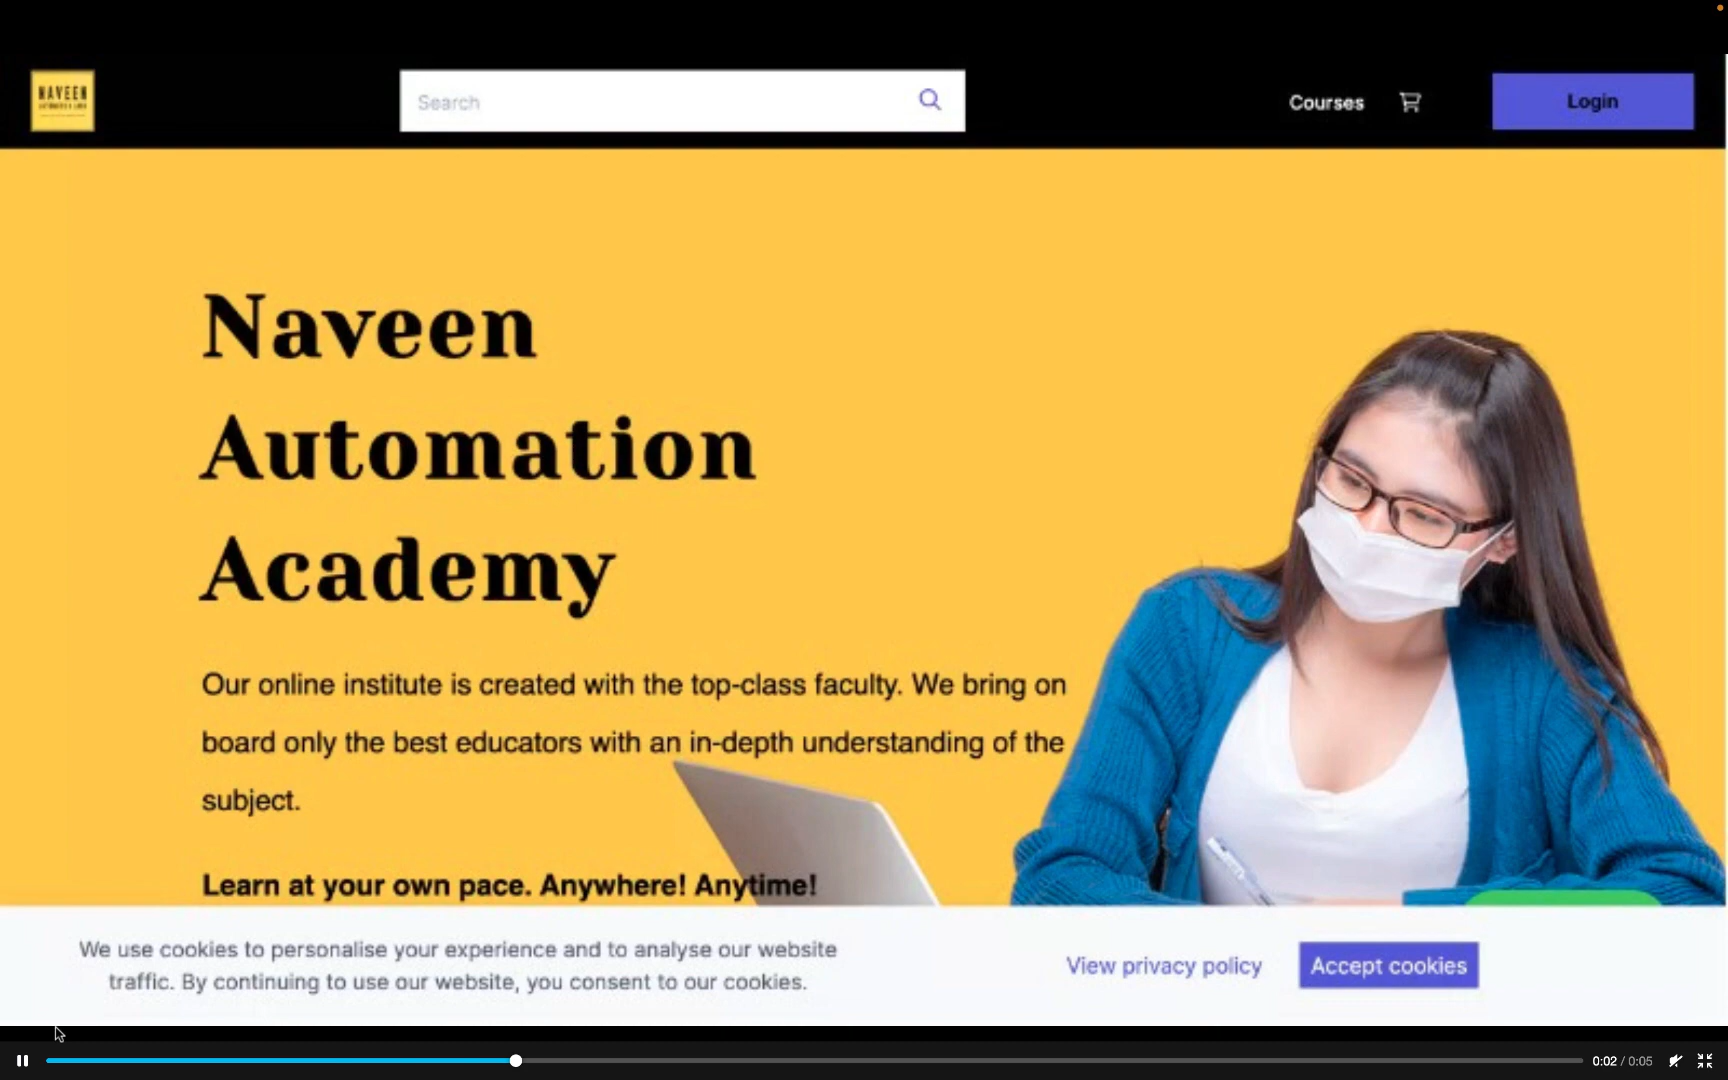 NAVEEN
Search
Courses
Login
Naveen
Automation
Academy
Our online institute is created with the top-class faculty. We bring on
board only the best educators with an in-depth understanding of the
subject.
Learn at your own pace. Anywhere! Anytime!
We use cookies to personalise your experience and to analyse our website
traffic. By continuing to use our website, you consent to our cookies.
View privacy policy
Accept cookies
0:02 / 0:05